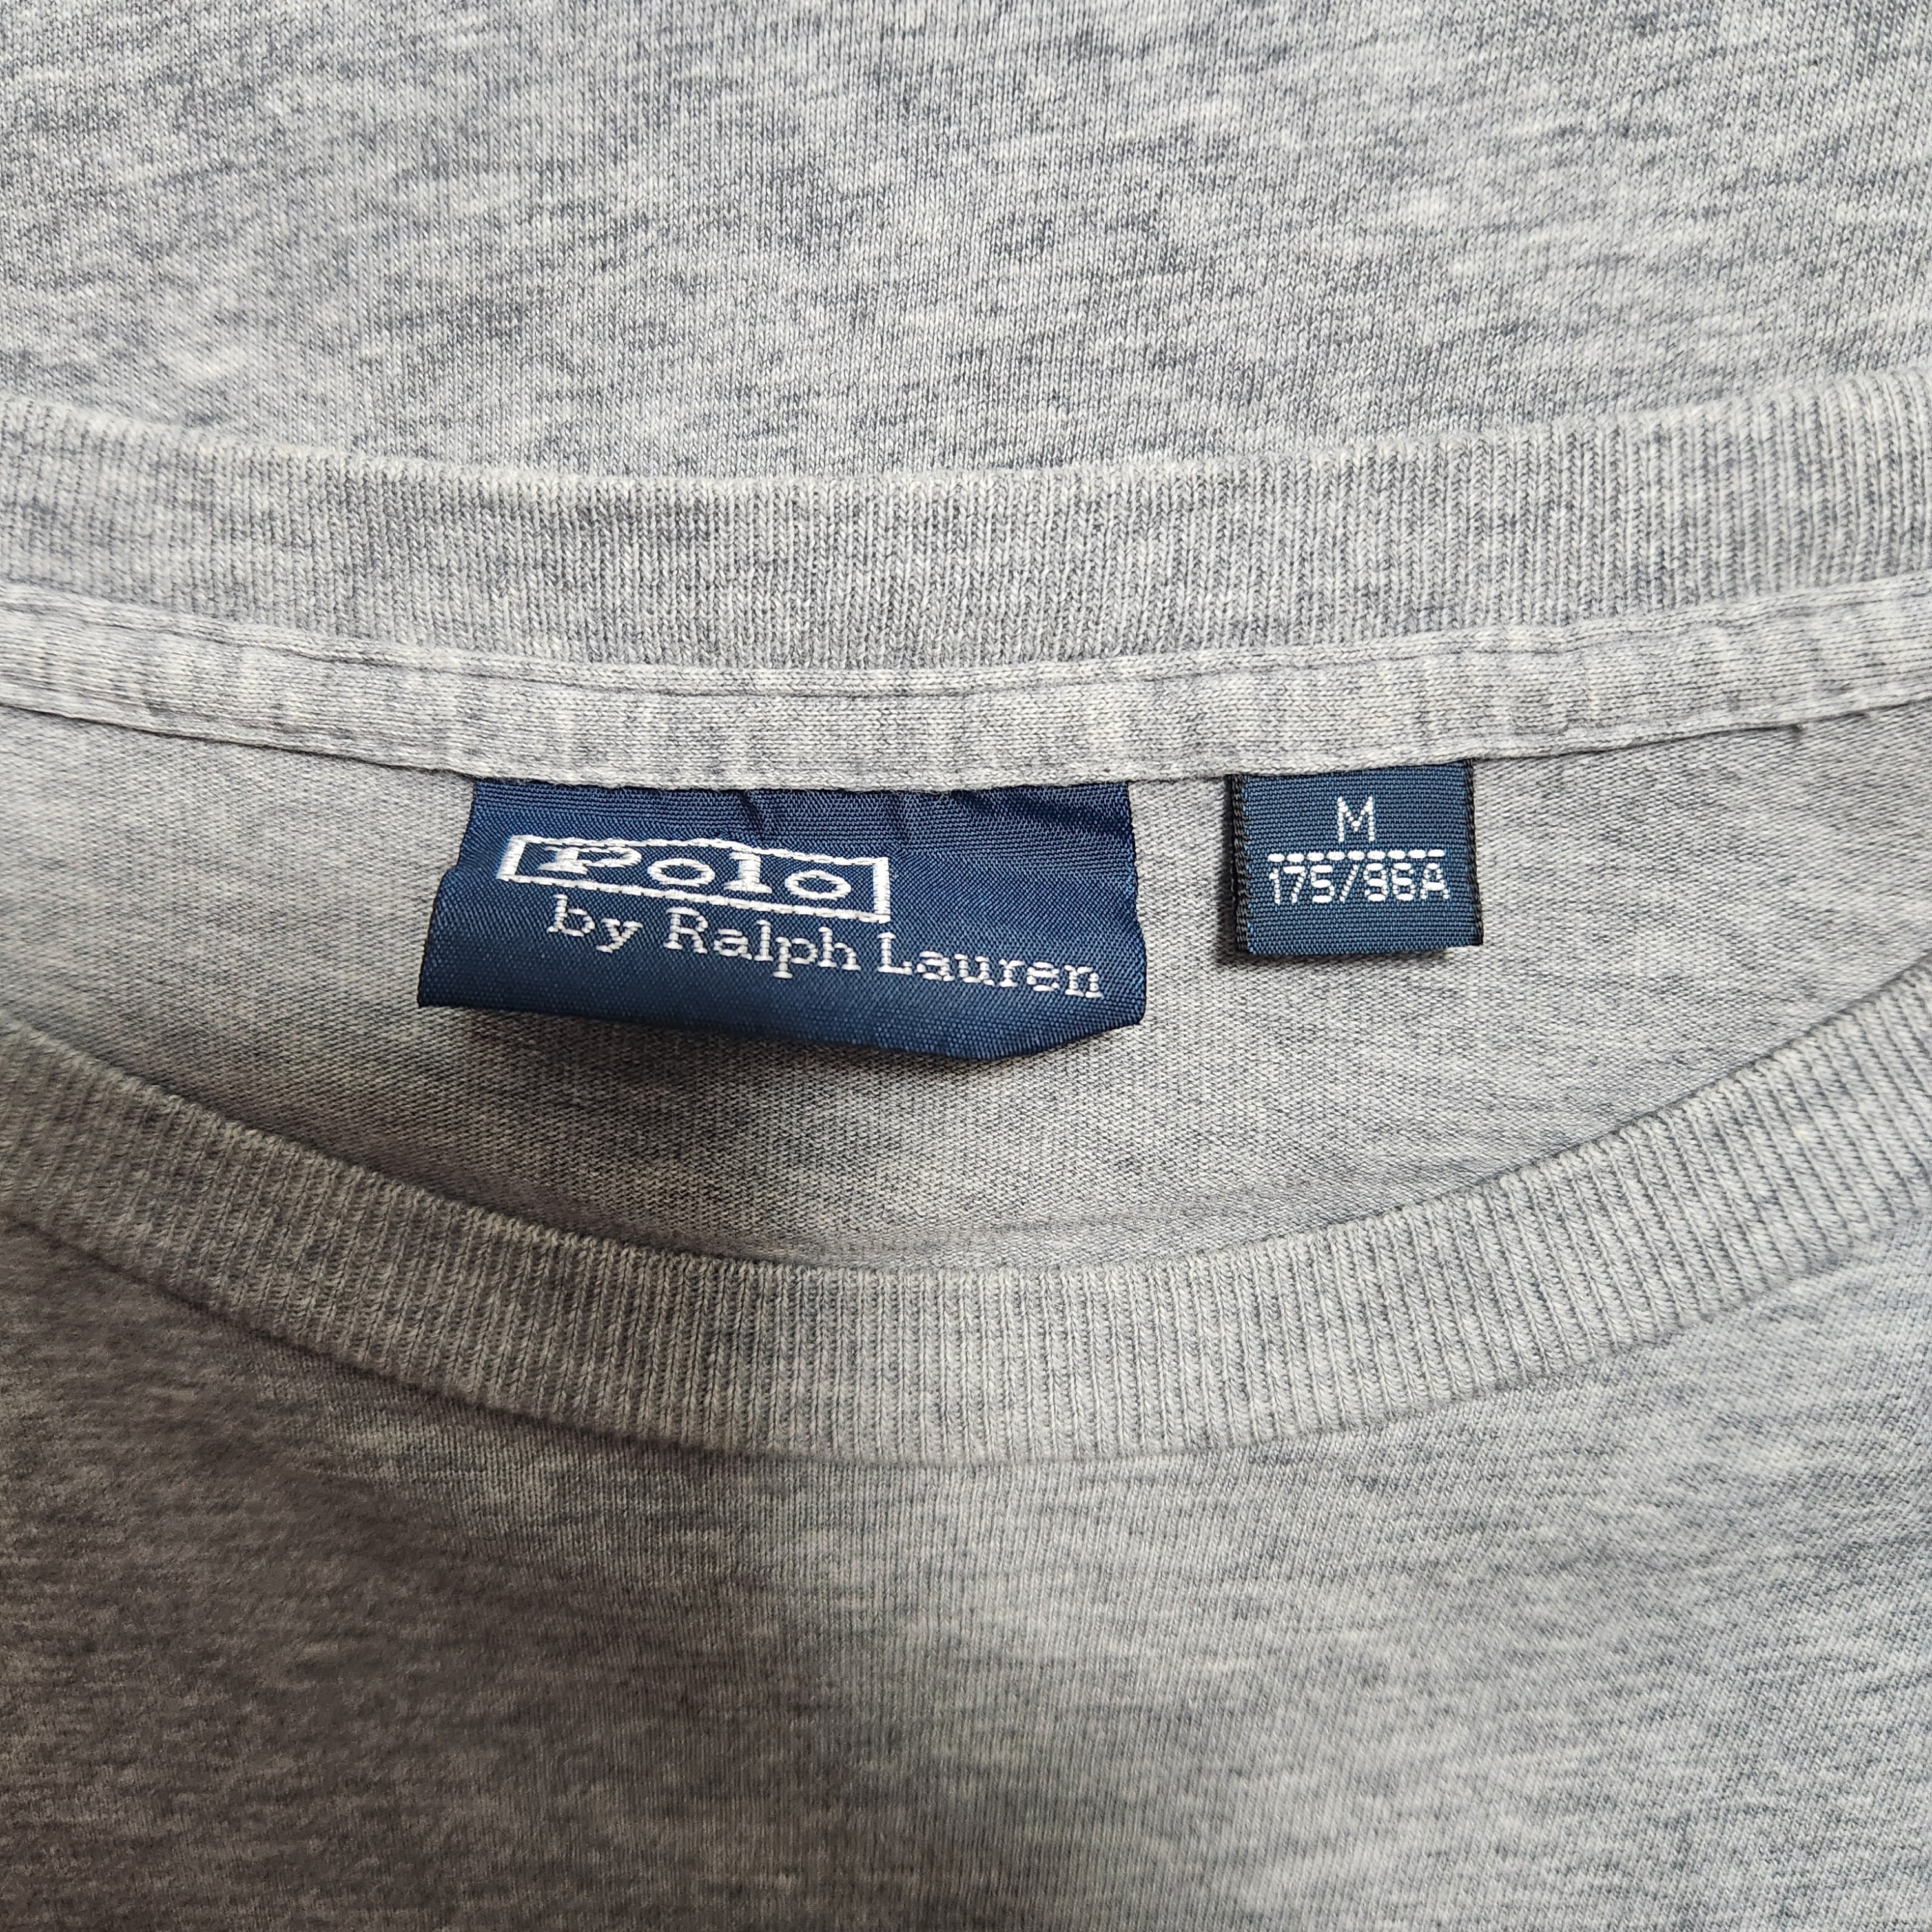 Polo
by Ralph Lauren
M
175/96A